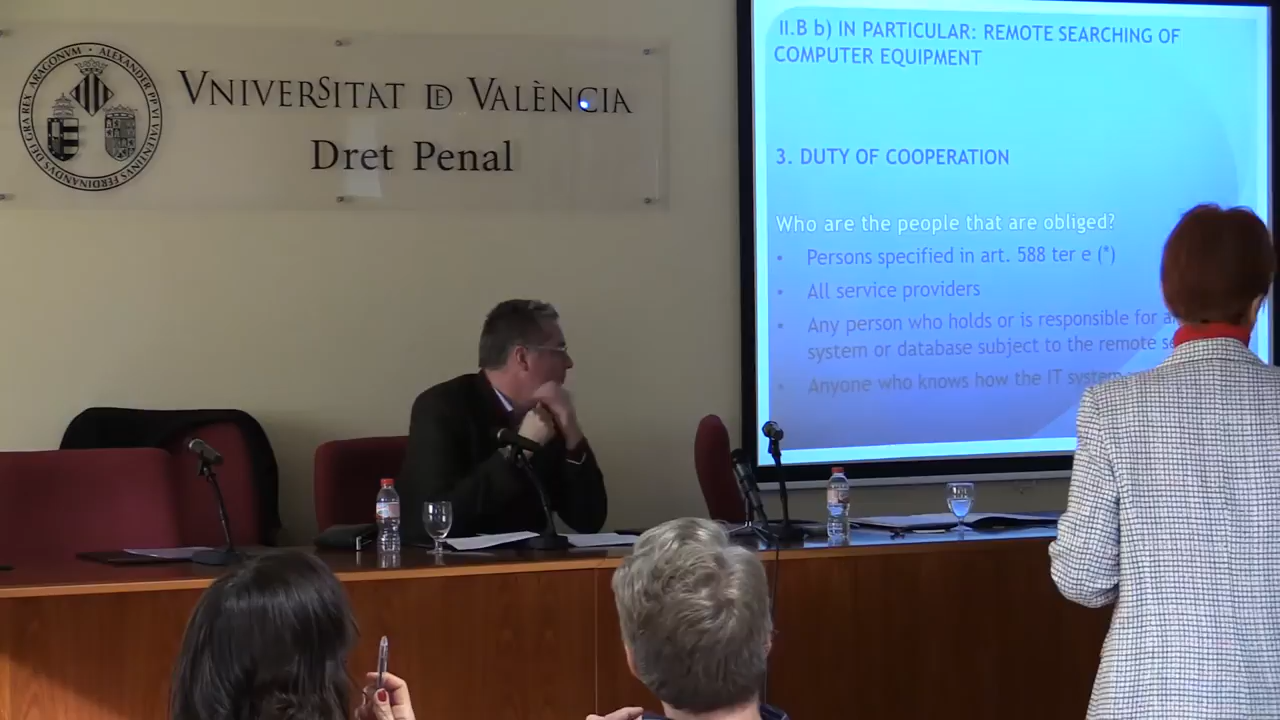 VNIVERSITAT DE VALÈNCIA
Dret Penal
II.B b) IN PARTICULAR: REMOTE SEARCHING OF
COMPUTER EQUIPMENT
3. DUTY OF COOPERATION
Who are the people that are obliged?
• Persons specified in art. 588 ter e (*)
• All service providers
• Any person who holds or is responsible for
system or database subject to the remote
• Anyone who knows how the IT system